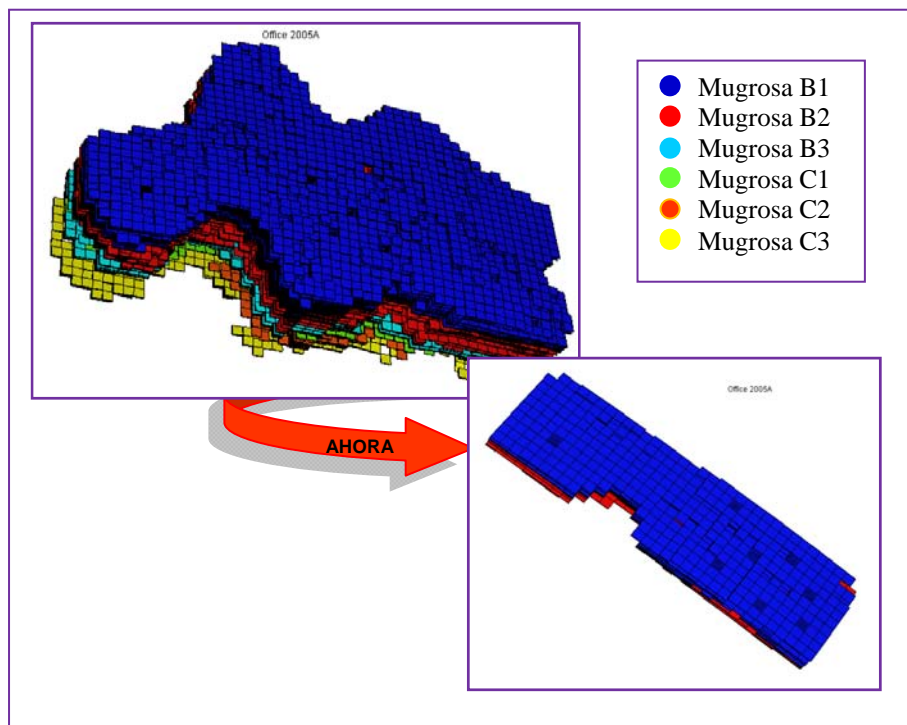 Office 2005A
Mugrosa B1
Mugrosa B2
Mugrosa B3
Mugrosa C1
Mugrosa C2
Mugrosa C3
Office 2005A
AHORA